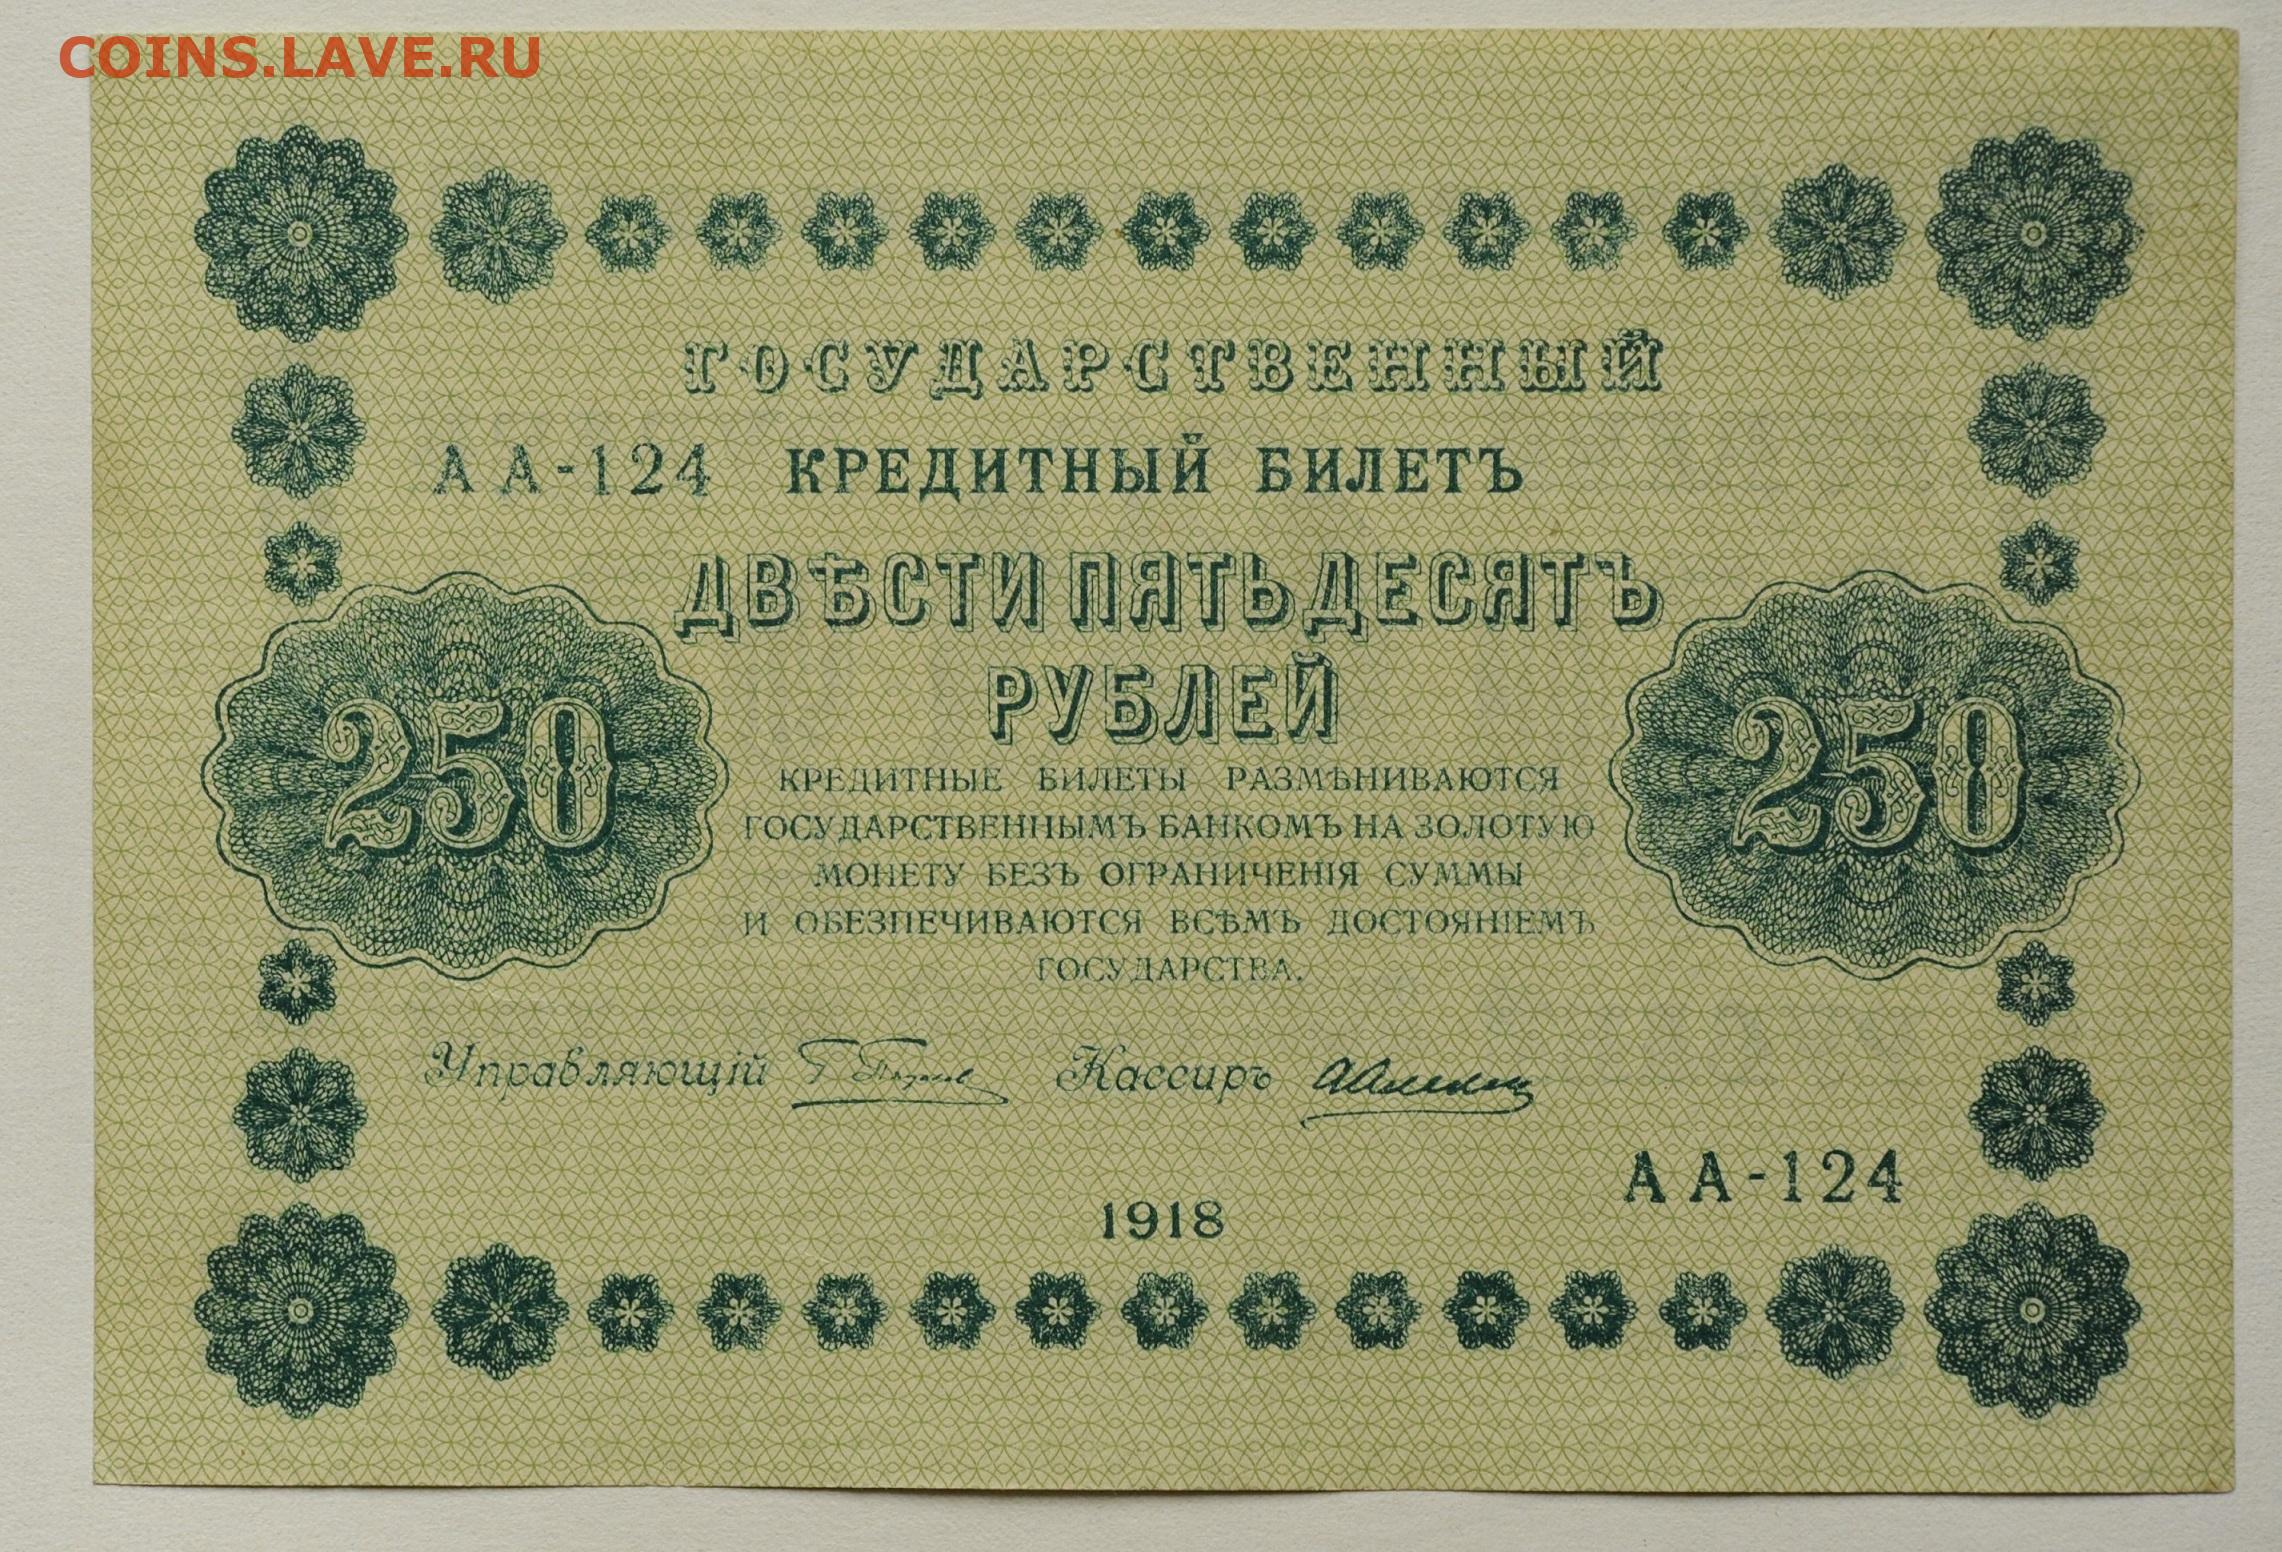 COINS.LAVE.RU
ГОСУДАРСТВЕННЫЙ
АА-124 КРЕДИТНЫЙ БИЛЕТЪ
ДВѢСТИ ПЯТЬДЕСЯТЪ
РУБЛЕЙ
250 250
КРЕДИТНЫЕ БИЛЕТЫ РАЗМѢНИВАЮТСЯ
ГОСУДАРСТВЕННЫМЪ БАНКОМЪ НА ЗОЛОТУЮ
МОНЕТУ БЕЗЪ ОГРАНИЧЕНІЯ СУММЫ
И ОБЕЗПЕЧИВАЮТСЯ ВСѢМЪ ДОСТОЯНІЕМЪ
ГОСУДАРСТВА.
Управляющій Кассиръ
АА-124
1918